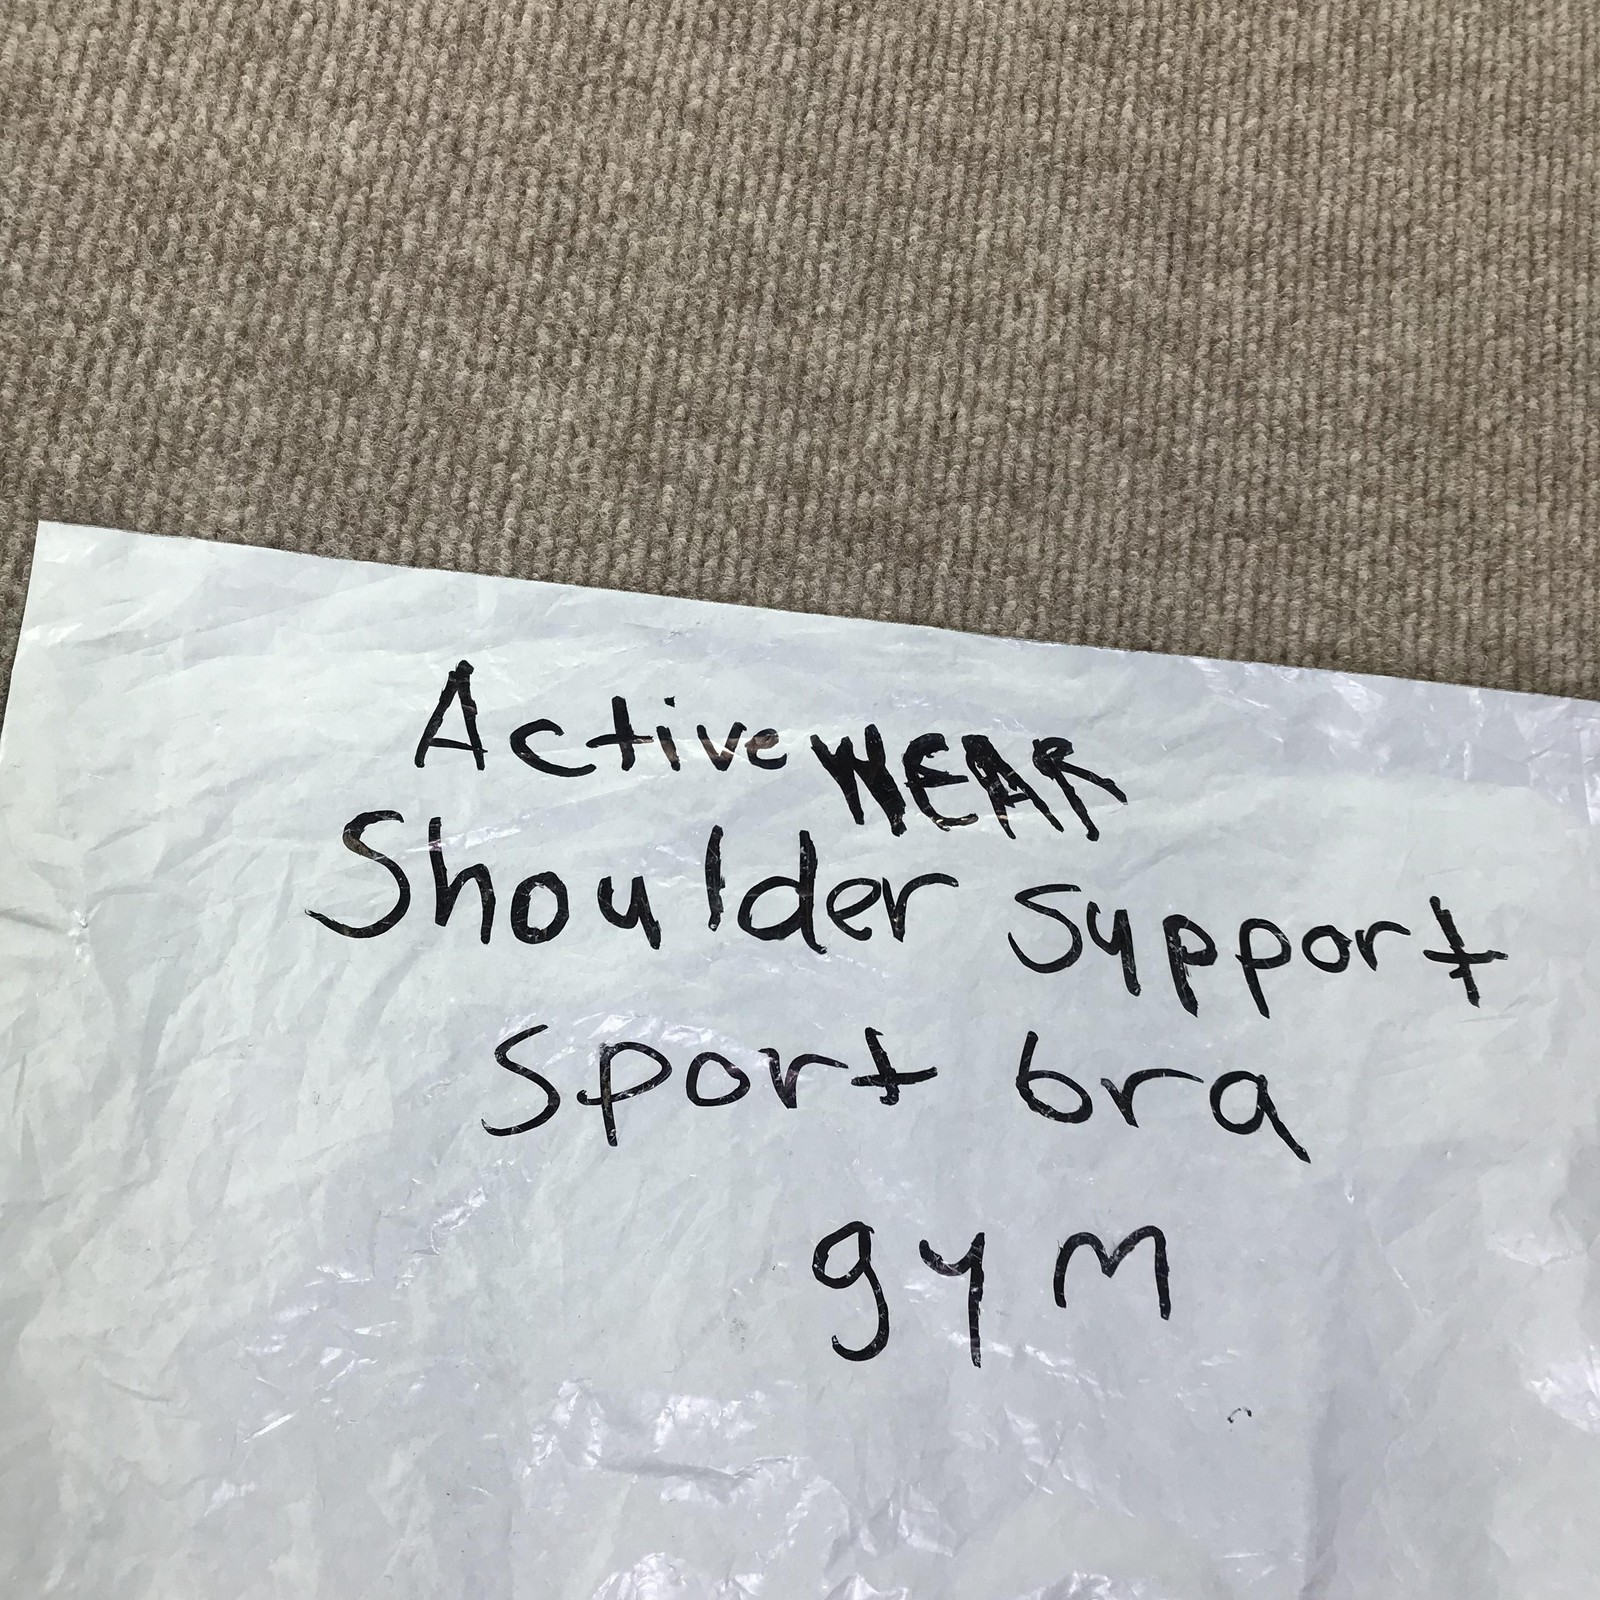 Active WEAR
Shoulder Support
Sport bra
gym